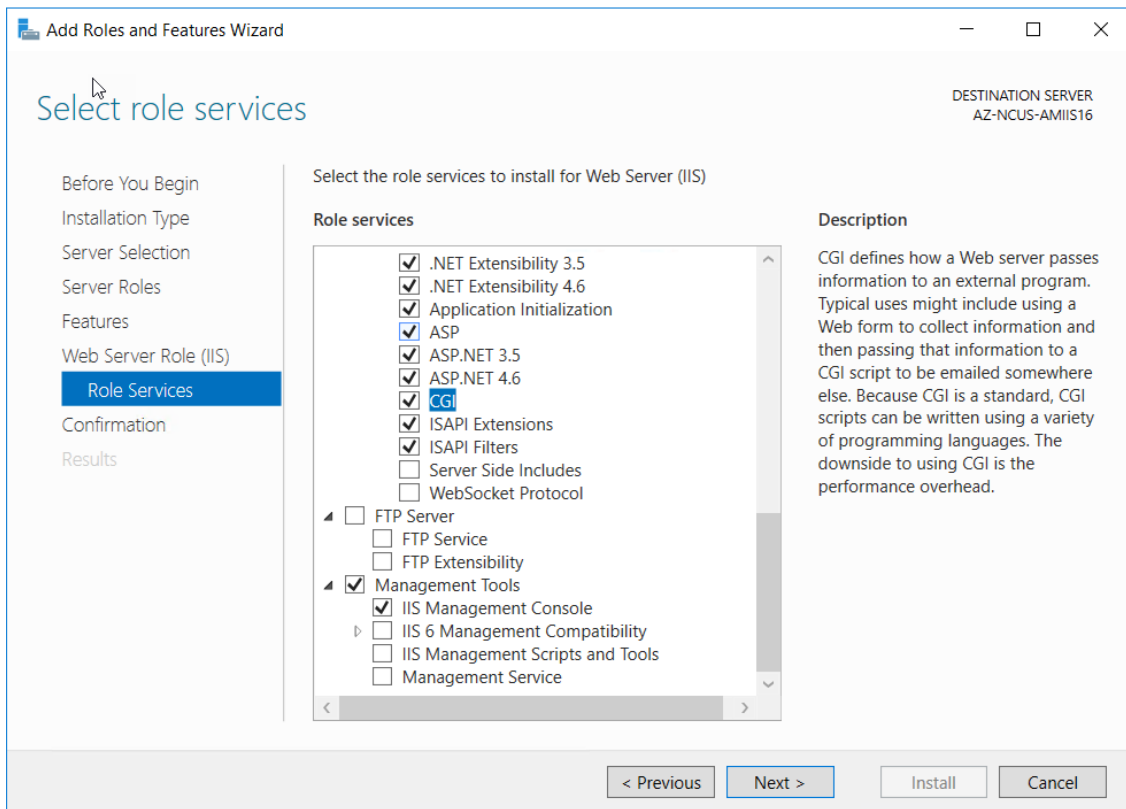 Add Roles and Features Wizard
Select role services
DESTINATION SERVER
AZ-NCUS-AMIIS16
Before You Begin
Installation Type
Server Selection
Server Roles
Features
Web Server Role (IIS)
Role Services
Confirmation
Results
Select the role services to install for Web Server (IIS)
Role services
.NET Extensibility 3.5
.NET Extensibility 4.6
Application Initialization
ASP
ASP.NET 3.5
ASP.NET 4.6
CGI
ISAPI Extensions
ISAPI Filters
Server Side Includes
WebSocket Protocol
FTP Server
FTP Service
FTP Extensibility
Management Tools
IIS Management Console
IIS 6 Management Compatibility
IIS Management Scripts and Tools
Management Service
Description
CGI defines how a Web server passes
information to an external program.
Typical uses might include using a
Web form to collect information and
then passing that information to a
CGI script to be emailed somewhere
else. Because CGI is a standard, CGI
scripts can be written using a variety
of programming languages. The
downside to using CGI is the
performance overhead.
< Previous
Next >
Install
Cancel